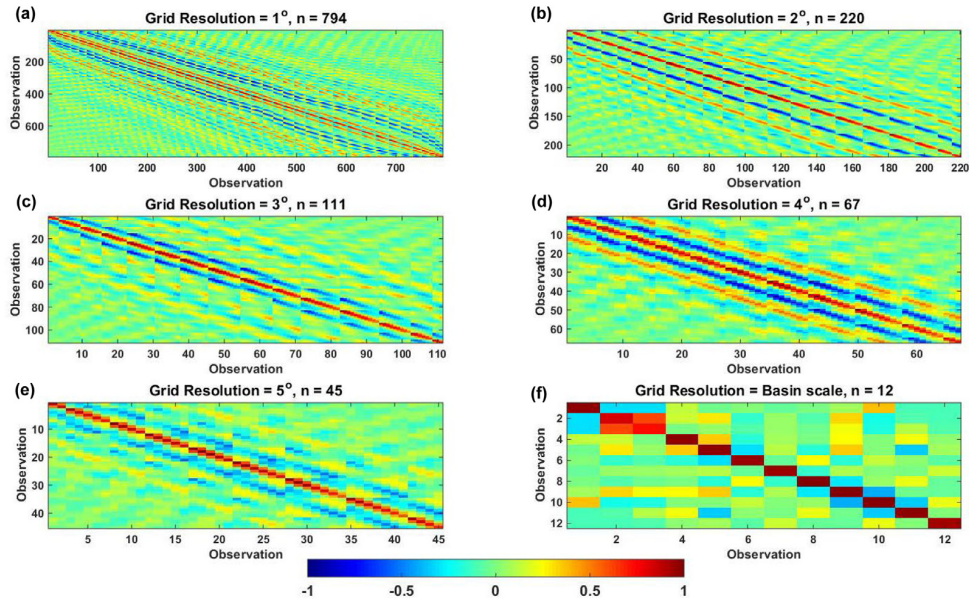 (a) Grid Resolution = 1°, n = 794
Observation
200
400
600
100 200 300 400 500 600 700
Observation
(b) Grid Resolution = 2°, n = 220
Observation
50
100
150
200
20 40 60 80 100 120 140 160 180 200 220
Observation
(c) Grid Resolution = 3°, n = 111
Observation
20
40
60
80
100
10 20 30 40 50 60 70 80 90 100 110
Observation
(d) Grid Resolution = 4°, n = 67
Observation
10
20
30
40
50
60
10 20 30 40 50 60
Observation
(e) Grid Resolution = 5°, n = 45
Observation
10
20
30
40
5 10 15 20 25 30 35 40 45
Observation
(f) Grid Resolution = Basin scale, n = 12
Observation
2
4
6
8
10
12
2 4 6 8 10 12
Observation
-1 -0.5 0 0.5 1